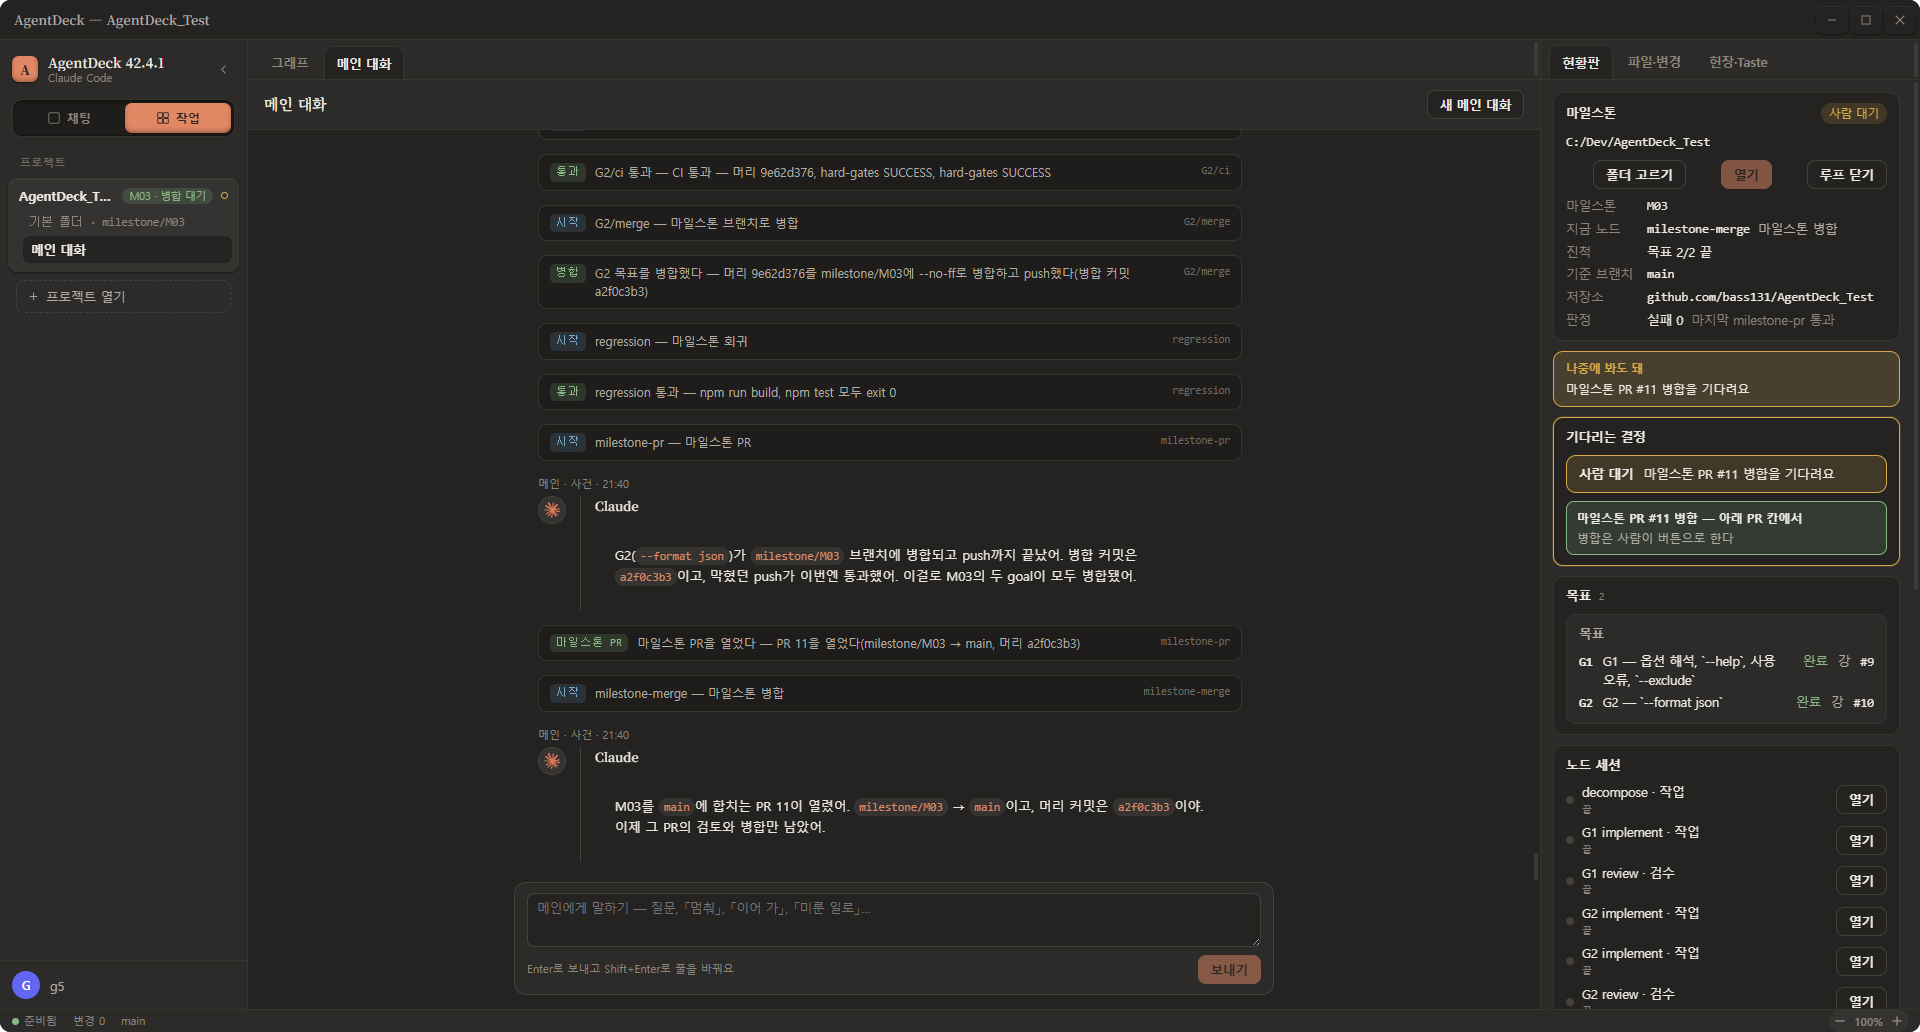 AgentDeck — AgentDeck_Test
A
AgentDeck 42.4.1
Claude Code
채팅
작업
프로젝트
AgentDeck_T... M03 · 병합 대기
기본 폴더 · milestone/M03
메인 대화
+ 프로젝트 열기
G g5
준비됨 변경 0 main
그래프
메인 대화
메인 대화
새 메인 대화
통과 G2/ci 통과 — CI 통과 — 머리 9e62d376, hard-gates SUCCESS, hard-gates SUCCESS G2/ci
시작 G2/merge — 마일스톤 브랜치로 병합 G2/merge
병합 G2 목표를 병합했다 — 머리 9e62d376를 milestone/M03에 --no-ff로 병합하고 push했다(병합 커밋 G2/merge
a2f0c3b3)
시작 regression — 마일스톤 회귀 regression
통과 regression 통과 — npm run build, npm test 모두 exit 0 regression
시작 milestone-pr — 마일스톤 PR milestone-pr
메인 · 사건 · 21:40
Claude
G2( --format json )가 milestone/M03 브랜치에 병합되고 push까지 끝났어. 병합 커밋은
a2f0c3b3 이고, 막혔던 push가 이번엔 통과했어. 이걸로 M03의 두 goal이 모두 병합됐어.
마일스톤 PR 마일스톤 PR을 열었다 — PR 11을 열었다(milestone/M03 → main, 머리 a2f0c3b3) milestone-pr
시작 milestone-merge — 마일스톤 병합 milestone-merge
메인 · 사건 · 21:40
Claude
M03를 main 에 합치는 PR 11이 열렸어. milestone/M03 → main 이고, 머리 커밋은 a2f0c3b3 이야.
이제 그 PR의 검토와 병합만 남았어.
메인에게 말하기 — 질문, 「멈춰」, 「이어 가」, 「미룬 일로」...
Enter로 보내고 Shift+Enter로 줄을 바꿔요
보내기
현황판
파일·변경
헌장·Taste
마일스톤 사람 대기
C:/Dev/AgentDeck_Test
폴더 고르기 열기 루프 닫기
마일스톤 M03
지금 노드 milestone-merge 마일스톤 병합
진척 목표 2/2 끝
기준 브랜치 main
저장소 github.com/bass131/AgentDeck_Test
판정 실패 0 마지막 milestone-pr 통과
나중에 봐도 돼
마일스톤 PR #11 병합을 기다려요
기다리는 결정
사람 대기 마일스톤 PR #11 병합을 기다려요
마일스톤 PR #11 병합 — 아래 PR 칸에서
병합은 사람이 버튼으로 한다
목표 2
목표
G1 G1 — 옵션 해석, `--help`, 사용 완료 강 #9
오류, `--exclude`
G2 G2 — `--format json` 완료 강 #10
노드 세션
decompose · 작업 열기
끝
G1 implement · 작업 열기
끝
G1 review · 검수 열기
끝
G2 implement · 작업 열기
끝
G2 implement · 작업 열기
끝
G2 review · 검수 열기
100%